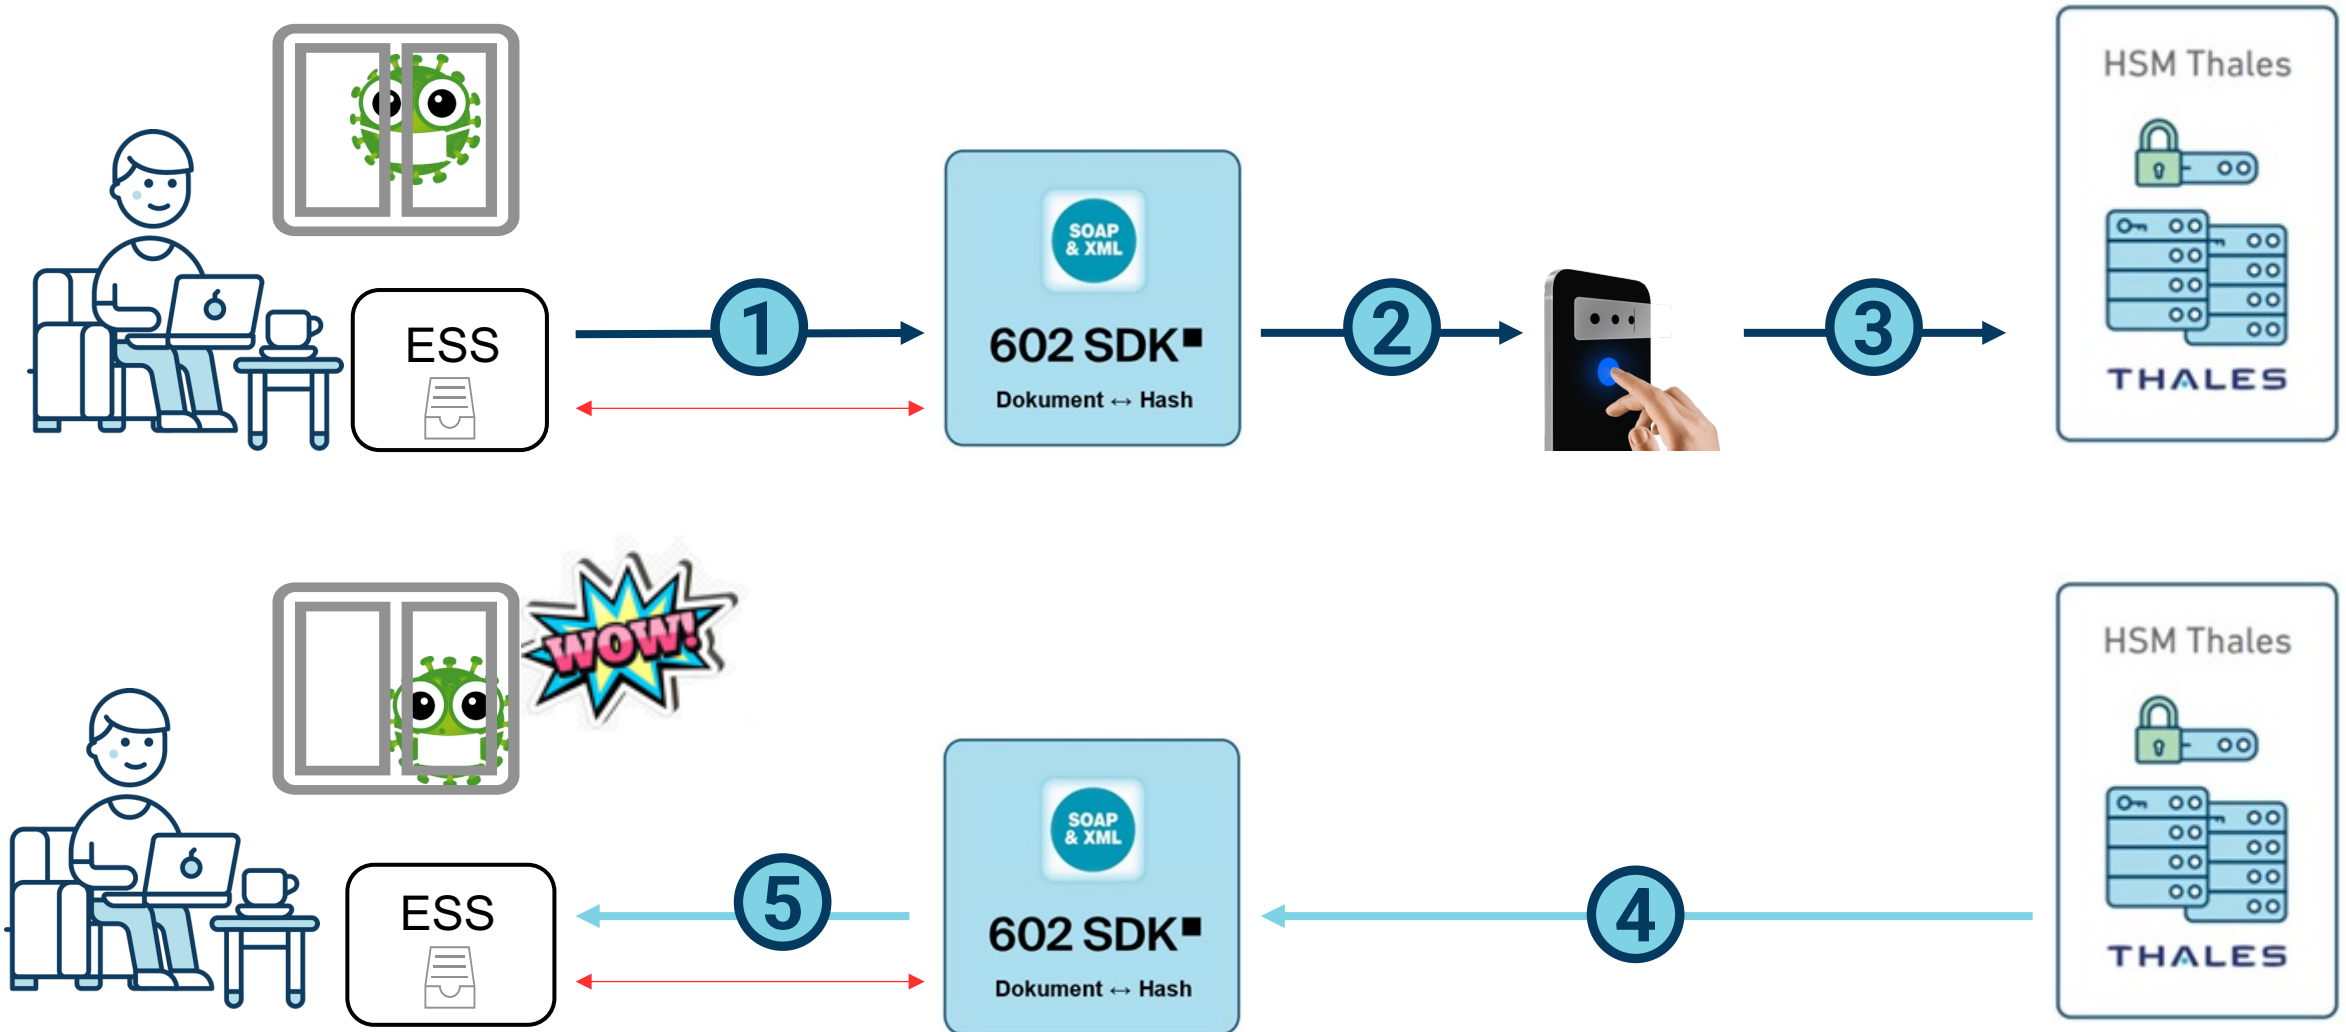 HSM Thales
SOAP
& XML
ESS
1
602 SDK
2
3
Dokument ↔ Hash
THALES
WOW!
HSM Thales
SOAP
& XML
ESS
5
602 SDK
4
Dokument ↔ Hash
THALES